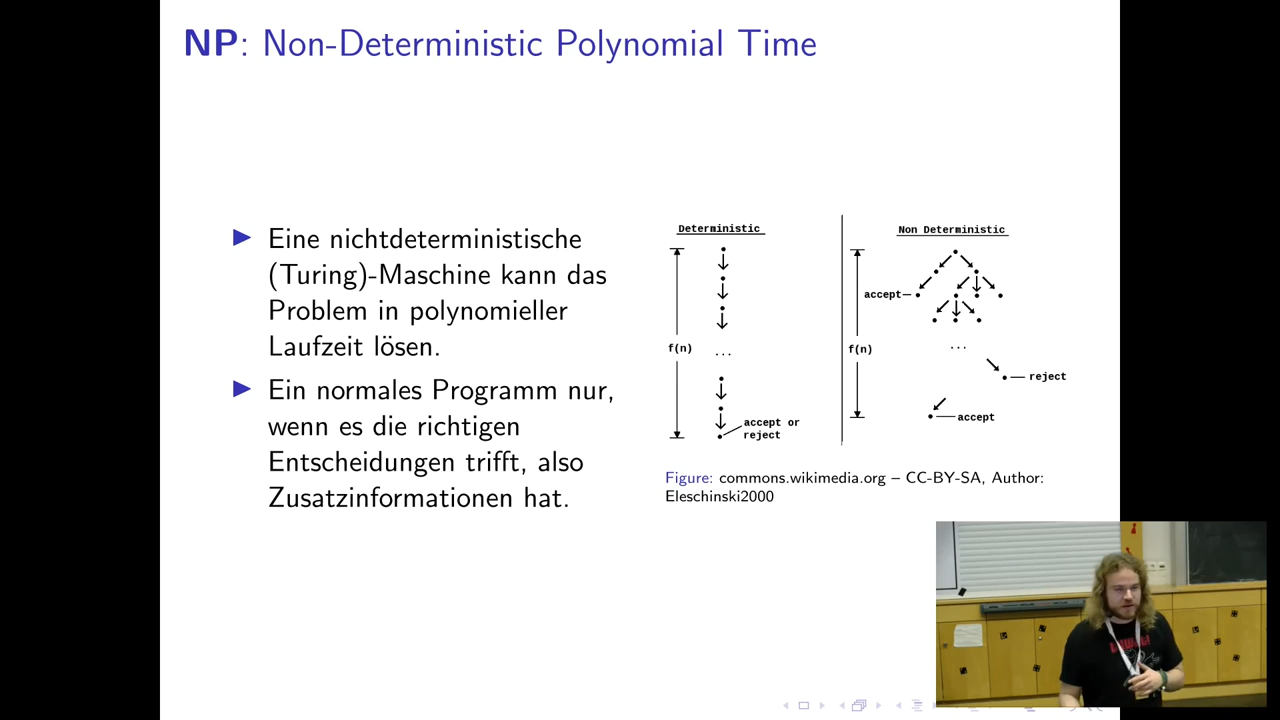 NP: Non-Deterministic Polynomial Time
Eine nichtdeterministische
(Turing)-Maschine kann das
Problem in polynomieller
Laufzeit lösen.
Ein normales Programm nur,
wenn es die richtigen
Entscheidungen trifft, also
Zusatzinformationen hat.
Deterministic
f(n)
...
accept or
reject
Non Deterministic
accept
f(n)
...
reject
accept
Figure: commons.wikimedia.org – CC-BY-SA, Author:
Eleschinski2000